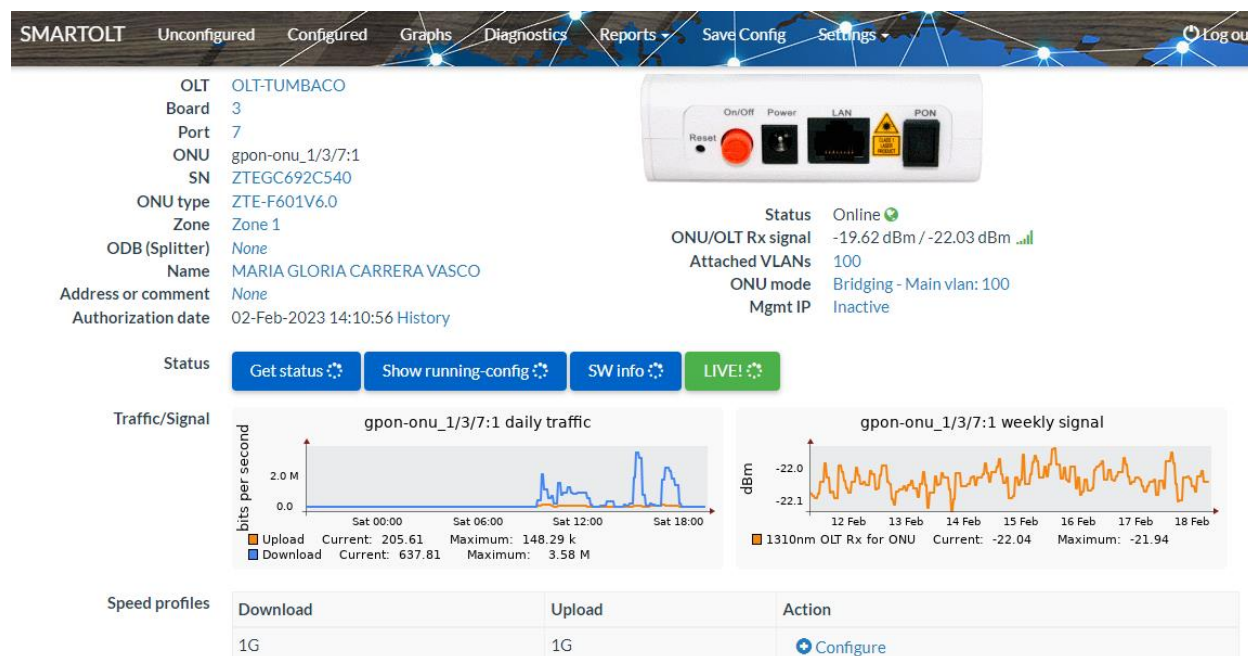 SMARTOLT Unconfigured Configured Graphs Diagnostics Reports Save Config Settings Log ou
OLT OLT-TUMBACO
Board 3
Port 7
ONU gpon-onu_1/3/7:1
SN ZTEGC692C540
ONU type ZTE-F601V6.0
Zone Zone 1
ODB (Splitter) None
Name MARIA GLORIA CARRERA VASCO
Address or comment None
Authorization date 02-Feb-2023 14:10:56 History
On/Off Power LAN PON
Reset
CLASS 1
LASER
PRODUCT
Status Online
ONU/OLT Rx signal -19.62 dBm / -22.03 dBm
Attached VLANs 100
ONU mode Bridging - Main vlan: 100
Mgmt IP Inactive
Status Get status Show running-config SW info LIVE!
Traffic/Signal
gpon-onu_1/3/7:1 daily traffic
bits per second
2.0 M
0.0
Sat 00:00 Sat 06:00 Sat 12:00 Sat 18:00
Upload Current: 205.61 Maximum: 148.29 k
Download Current: 637.81 Maximum: 3.58 M
gpon-onu_1/3/7:1 weekly signal
dBm
-22.0
-22.1
12 Feb 13 Feb 14 Feb 15 Feb 16 Feb 17 Feb 18 Feb
1310nm OLT Rx for ONU Current: -22.04 Maximum: -21.94
Speed profiles
Download Upload Action
1G 1G Configure